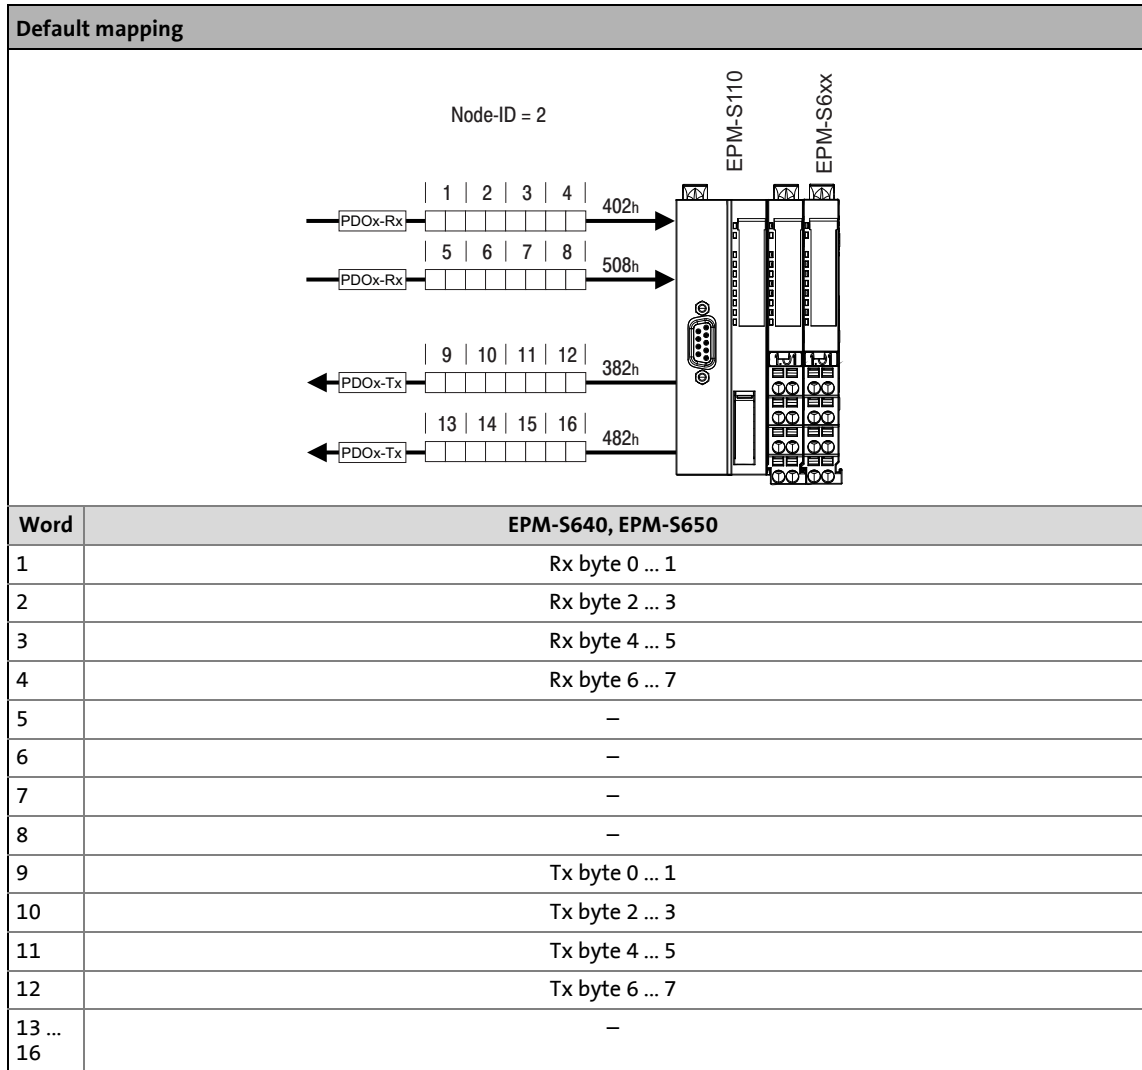 Default mapping
Node-ID = 2
EPM-S110
EPM-S6xx
1 2 3 4
PDOx-Rx 402h
5 6 7 8
PDOx-Rx 508h
9 10 11 12
PDOx-Tx 382h
13 14 15 16
PDOx-Tx 482h
Word EPM-S640, EPM-S650
1 Rx byte 0 ... 1
2 Rx byte 2 ... 3
3 Rx byte 4 ... 5
4 Rx byte 6 ... 7
5 –
6 –
7 –
8 –
9 Tx byte 0 ... 1
10 Tx byte 2 ... 3
11 Tx byte 4 ... 5
12 Tx byte 6 ... 7
13 ... –
16